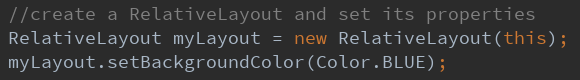 //create a RelativeLayout and set its properties
RelativeLayout myLayout = new RelativeLayout(this);
myLayout.setBackgroundColor(Color.BLUE);